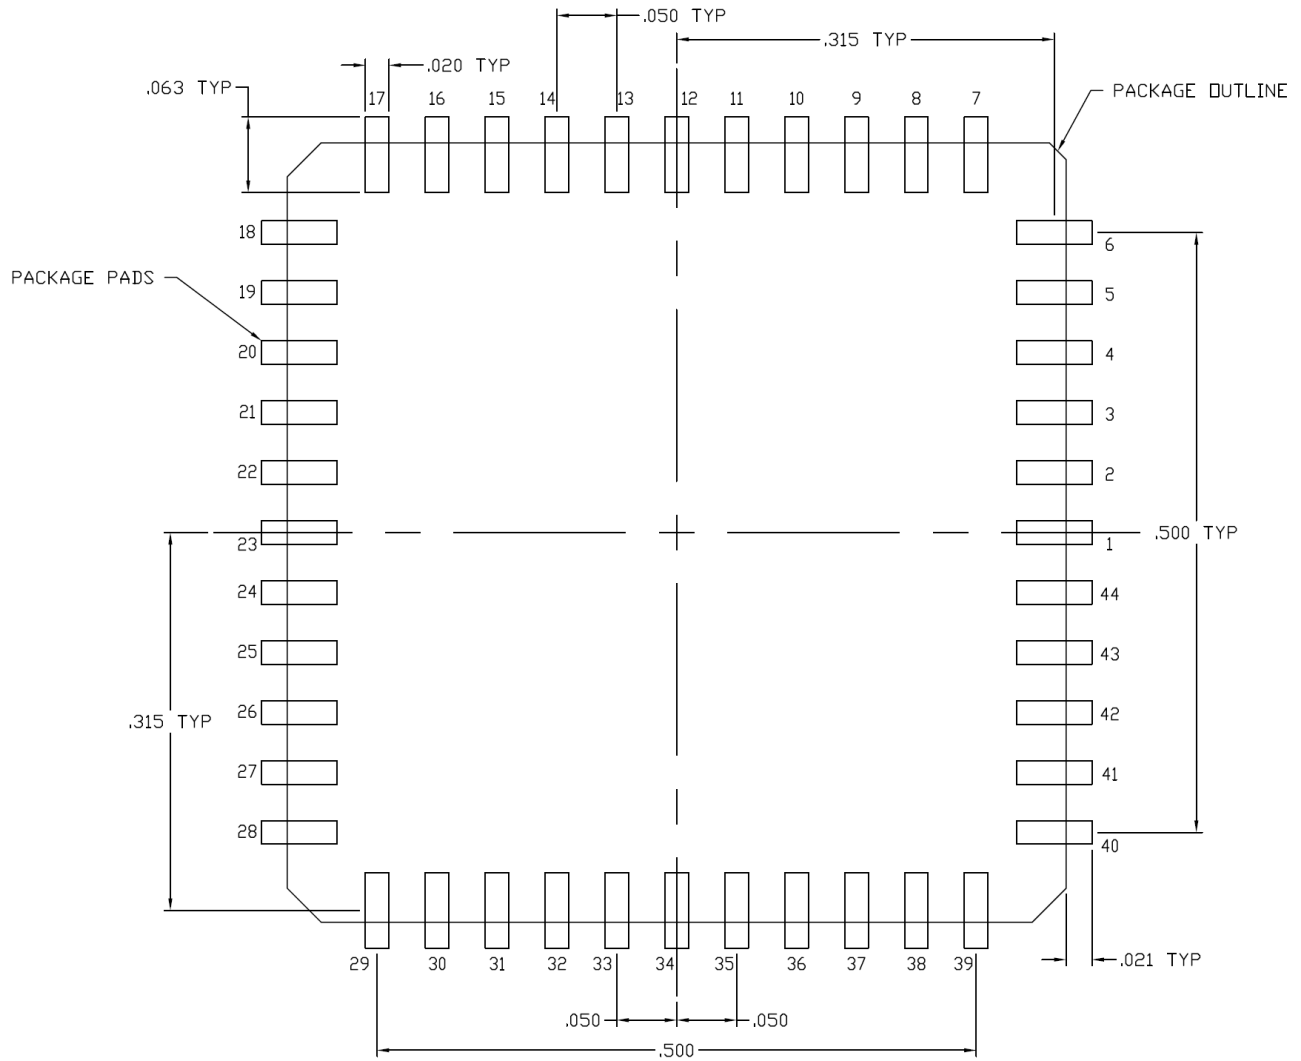 .050 TYP
.315 TYP
.020 TYP
.063 TYP
PACKAGE OUTLINE
17 16 15 14 13 12 11 10 9 8 7
18
6
PACKAGE PADS
19
5
20
4
21
3
22
2
23
1
.500 TYP
24
44
25
43
26
42
.315 TYP
27
41
28
40
29 30 31 32 33 34 35 36 37 38 39
.021 TYP
.050
.050
.500